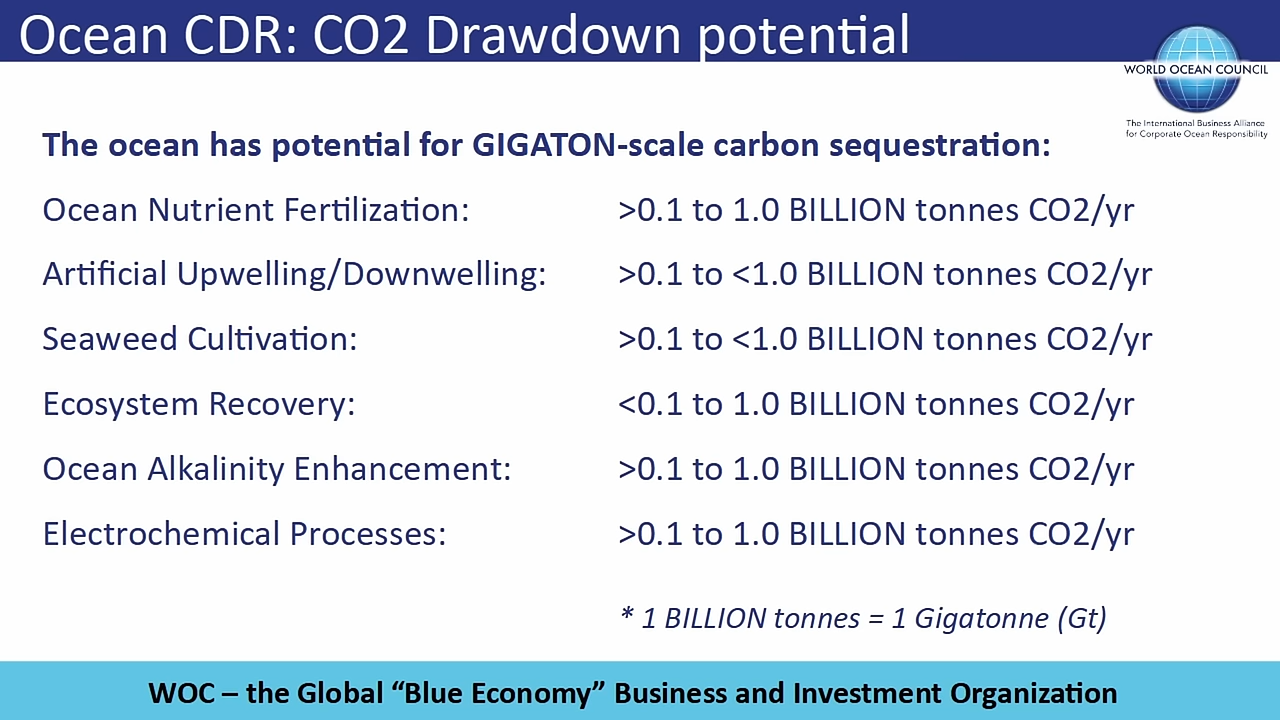 Ocean CDR: CO2 Drawdown potential
WORLD OCEAN COUNCIL
The International Business Alliance
for Corporate Ocean Responsibility
The ocean has potential for GIGATON-scale carbon sequestration:
Ocean Nutrient Fertilization: >0.1 to 1.0 BILLION tonnes CO2/yr
Artificial Upwelling/Downwelling: >0.1 to <1.0 BILLION tonnes CO2/yr
Seaweed Cultivation: >0.1 to <1.0 BILLION tonnes CO2/yr
Ecosystem Recovery: <0.1 to 1.0 BILLION tonnes CO2/yr
Ocean Alkalinity Enhancement: >0.1 to 1.0 BILLION tonnes CO2/yr
Electrochemical Processes: >0.1 to 1.0 BILLION tonnes CO2/yr
* 1 BILLION tonnes = 1 Gigatonne (Gt)
WOC – the Global “Blue Economy” Business and Investment Organization